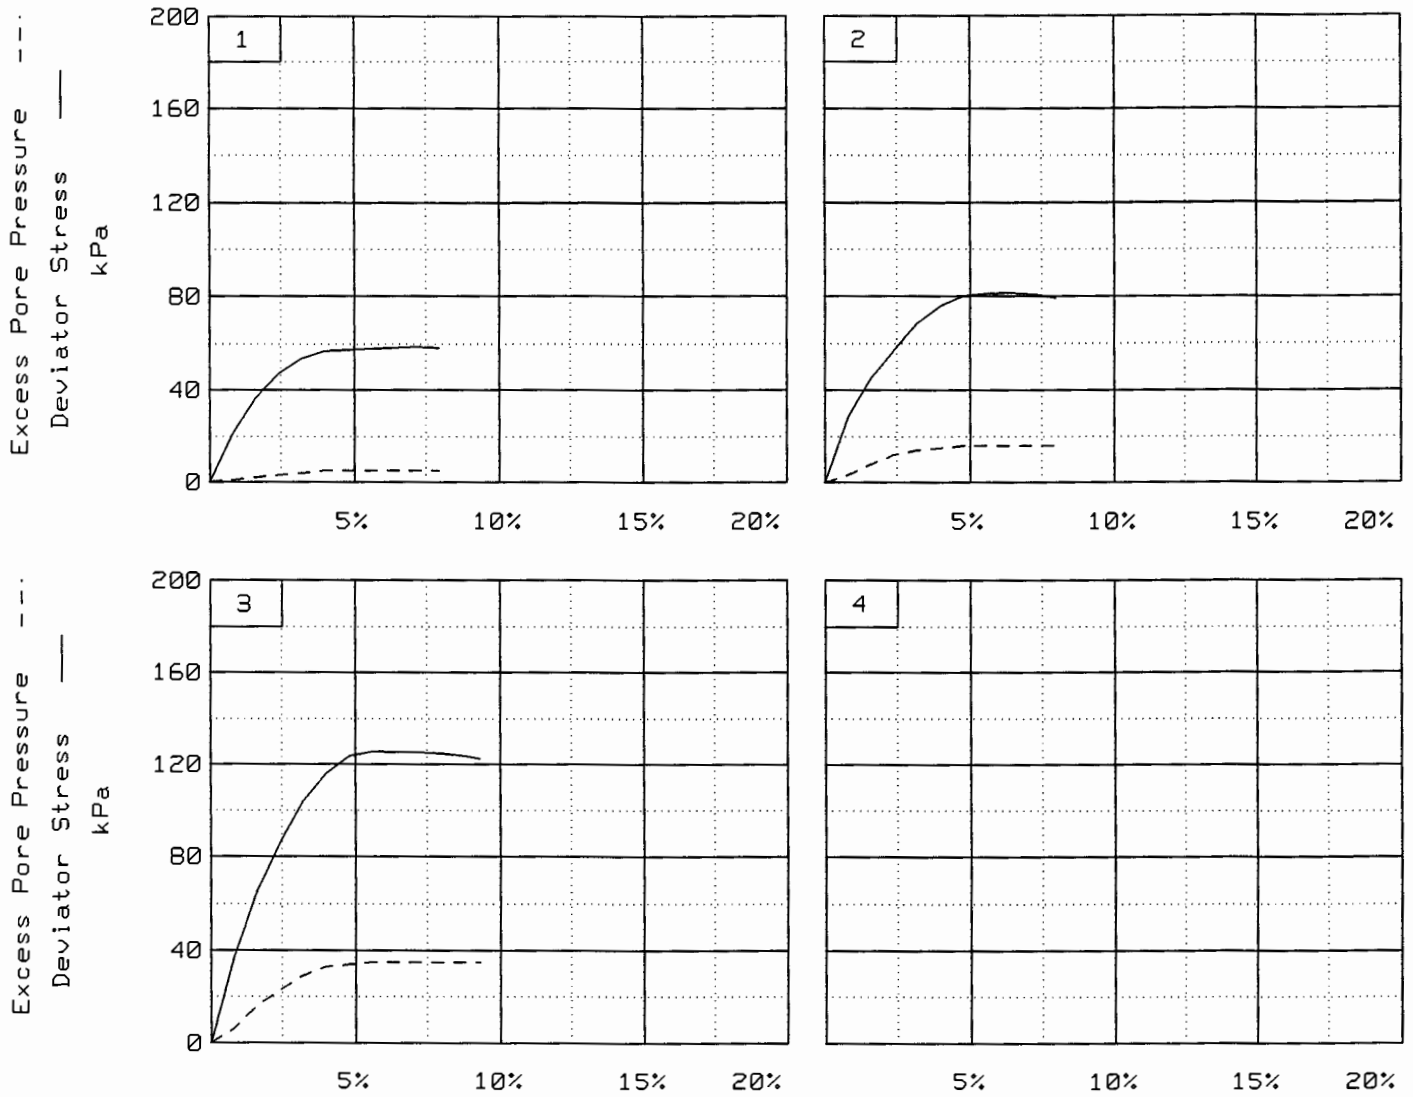 Excess Pore Pressure ---
Deviator Stress ——
kPa
200
160
120
80
40
0
1
5% 10% 15% 20%
2
5% 10% 15% 20%
Excess Pore Pressure ---
Deviator Stress ——
kPa
200
160
120
80
40
0
3
5% 10% 15% 20%
4
5% 10% 15% 20%